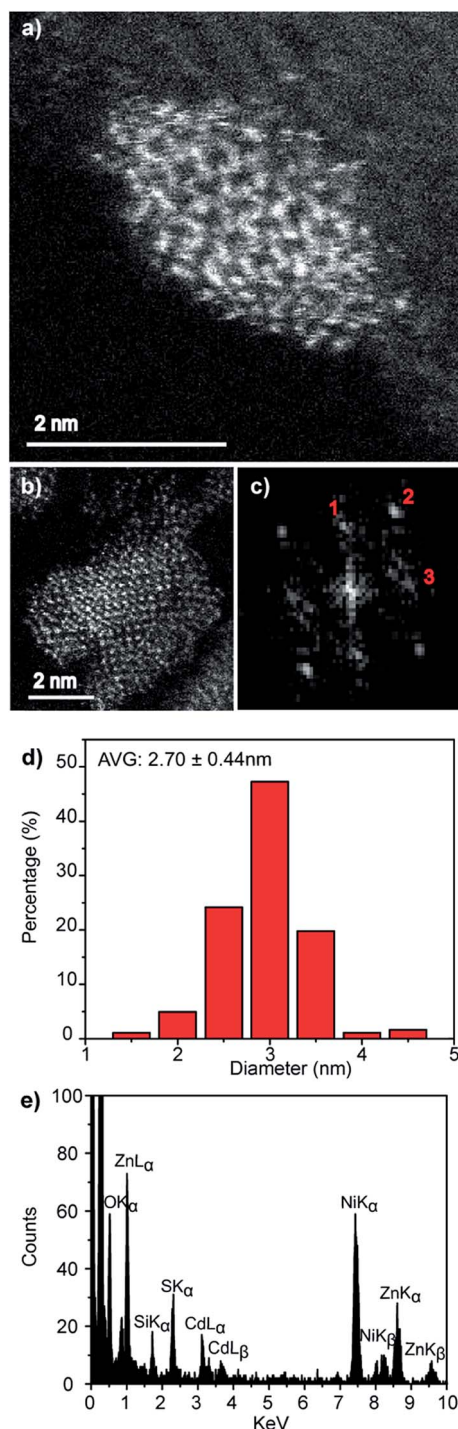 a)
2 nm
b)
2 nm
c)
1
2
3
d)
AVG: 2.70 ± 0.44nm
Percentage (%)
50
40
30
20
10
0
1
2
3
4
5
Diameter (nm)
e)
Counts
100
80
60
40
20
0
ZnLα
OKα
SiKα
SKα
CdLα
CdLβ
NiKα
NiKβ
ZnKα
ZnKβ
0 1 2 3 4 5 6 7 8 9 10
KeV